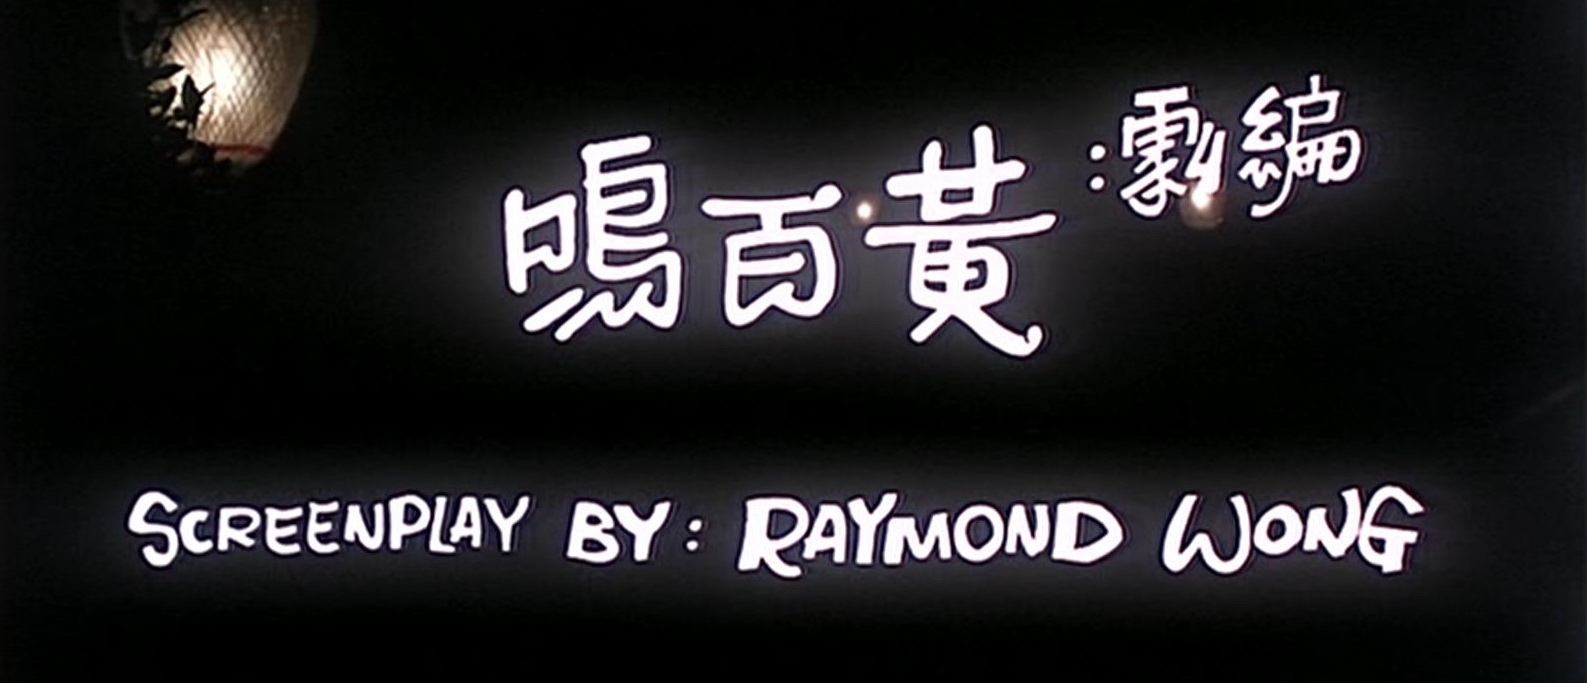 編劇:黃百鳴
SCREENPLAY BY: RAYMOND WONG